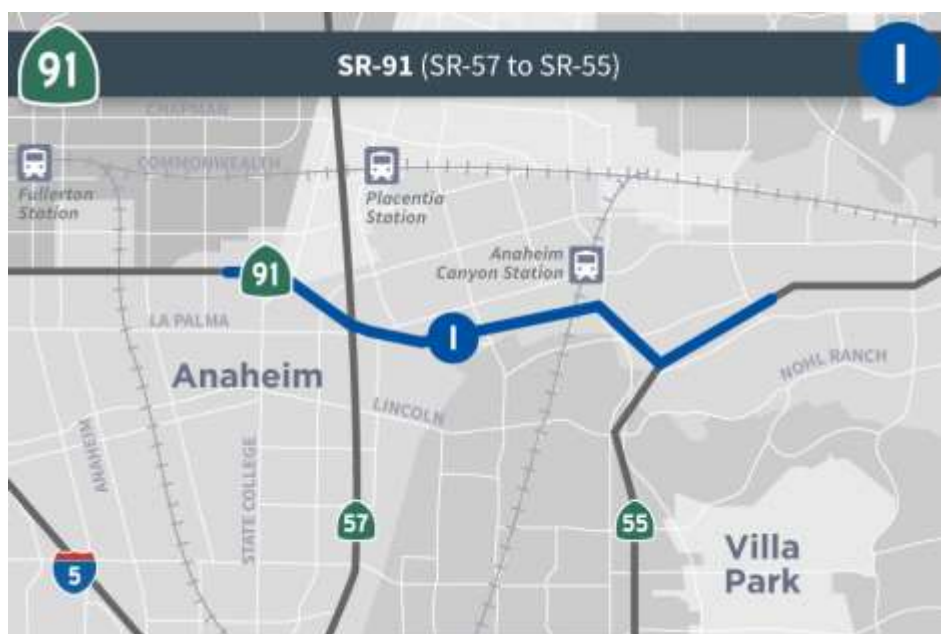 91
SR-91 (SR-57 to SR-55)
I
CHAPMAN
COMMONWEALTH
Fullerton
Station
Placentia
Station
Anaheim
Canyon Station
91
LA PALMA
I
NOHL RANCH
Anaheim
LINCOLN
ANAHEIM
STATE COLLEGE
57
55
5
Villa
Park